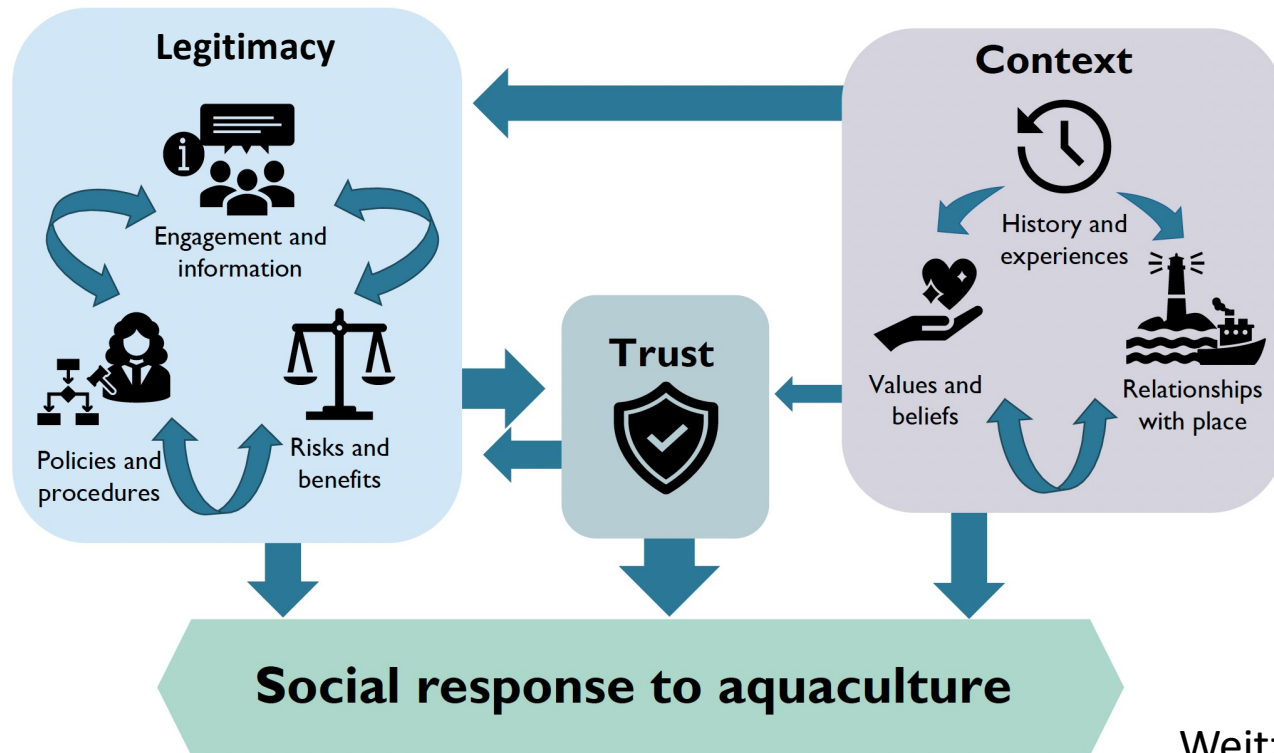 Legitimacy
Engagement and
information
Policies and
procedures
Risks and
benefits
Trust
Context
History and
experiences
Values and
beliefs
Relationships
with place
Social response to aquaculture